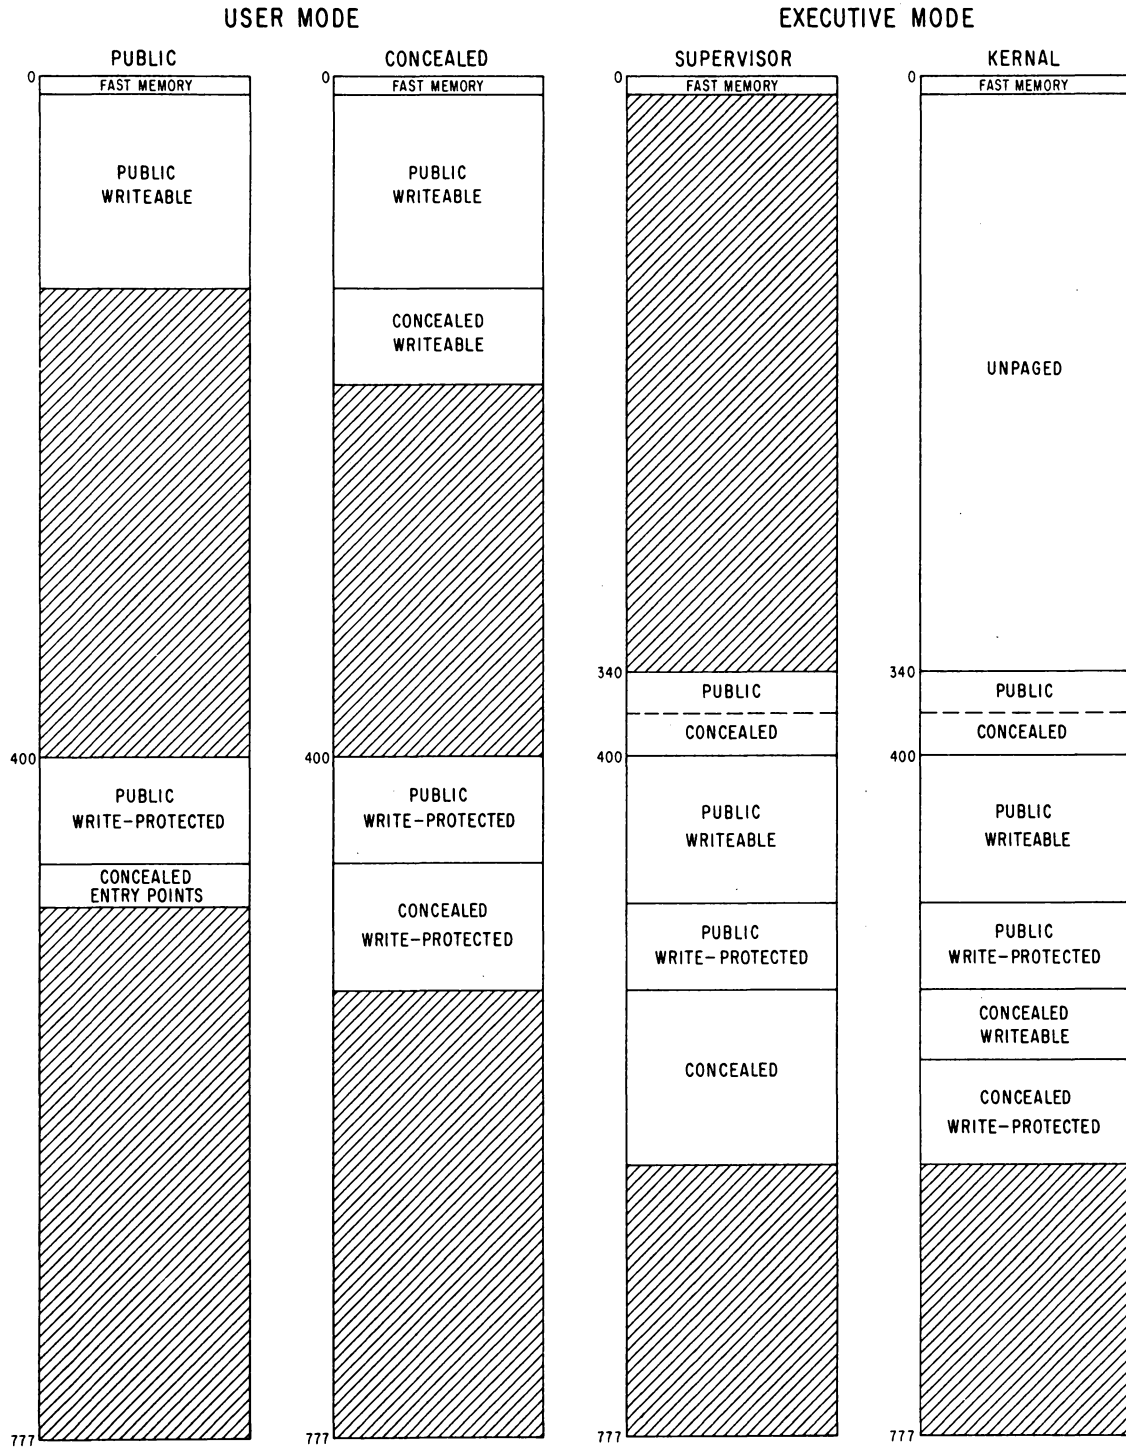 USER MODE
EXECUTIVE MODE
PUBLIC
CONCEALED
SUPERVISOR
KERNAL
0
FAST MEMORY
PUBLIC
WRITEABLE
400
PUBLIC
WRITE-PROTECTED
CONCEALED
ENTRY POINTS
777
0
FAST MEMORY
PUBLIC
WRITEABLE
CONCEALED
WRITEABLE
400
PUBLIC
WRITE-PROTECTED
CONCEALED
WRITE-PROTECTED
777
0
FAST MEMORY
340
PUBLIC
CONCEALED
400
PUBLIC
WRITEABLE
PUBLIC
WRITE-PROTECTED
CONCEALED
777
0
FAST MEMORY
UNPAGED
340
PUBLIC
CONCEALED
400
PUBLIC
WRITEABLE
PUBLIC
WRITE-PROTECTED
CONCEALED
WRITEABLE
CONCEALED
WRITE-PROTECTED
777